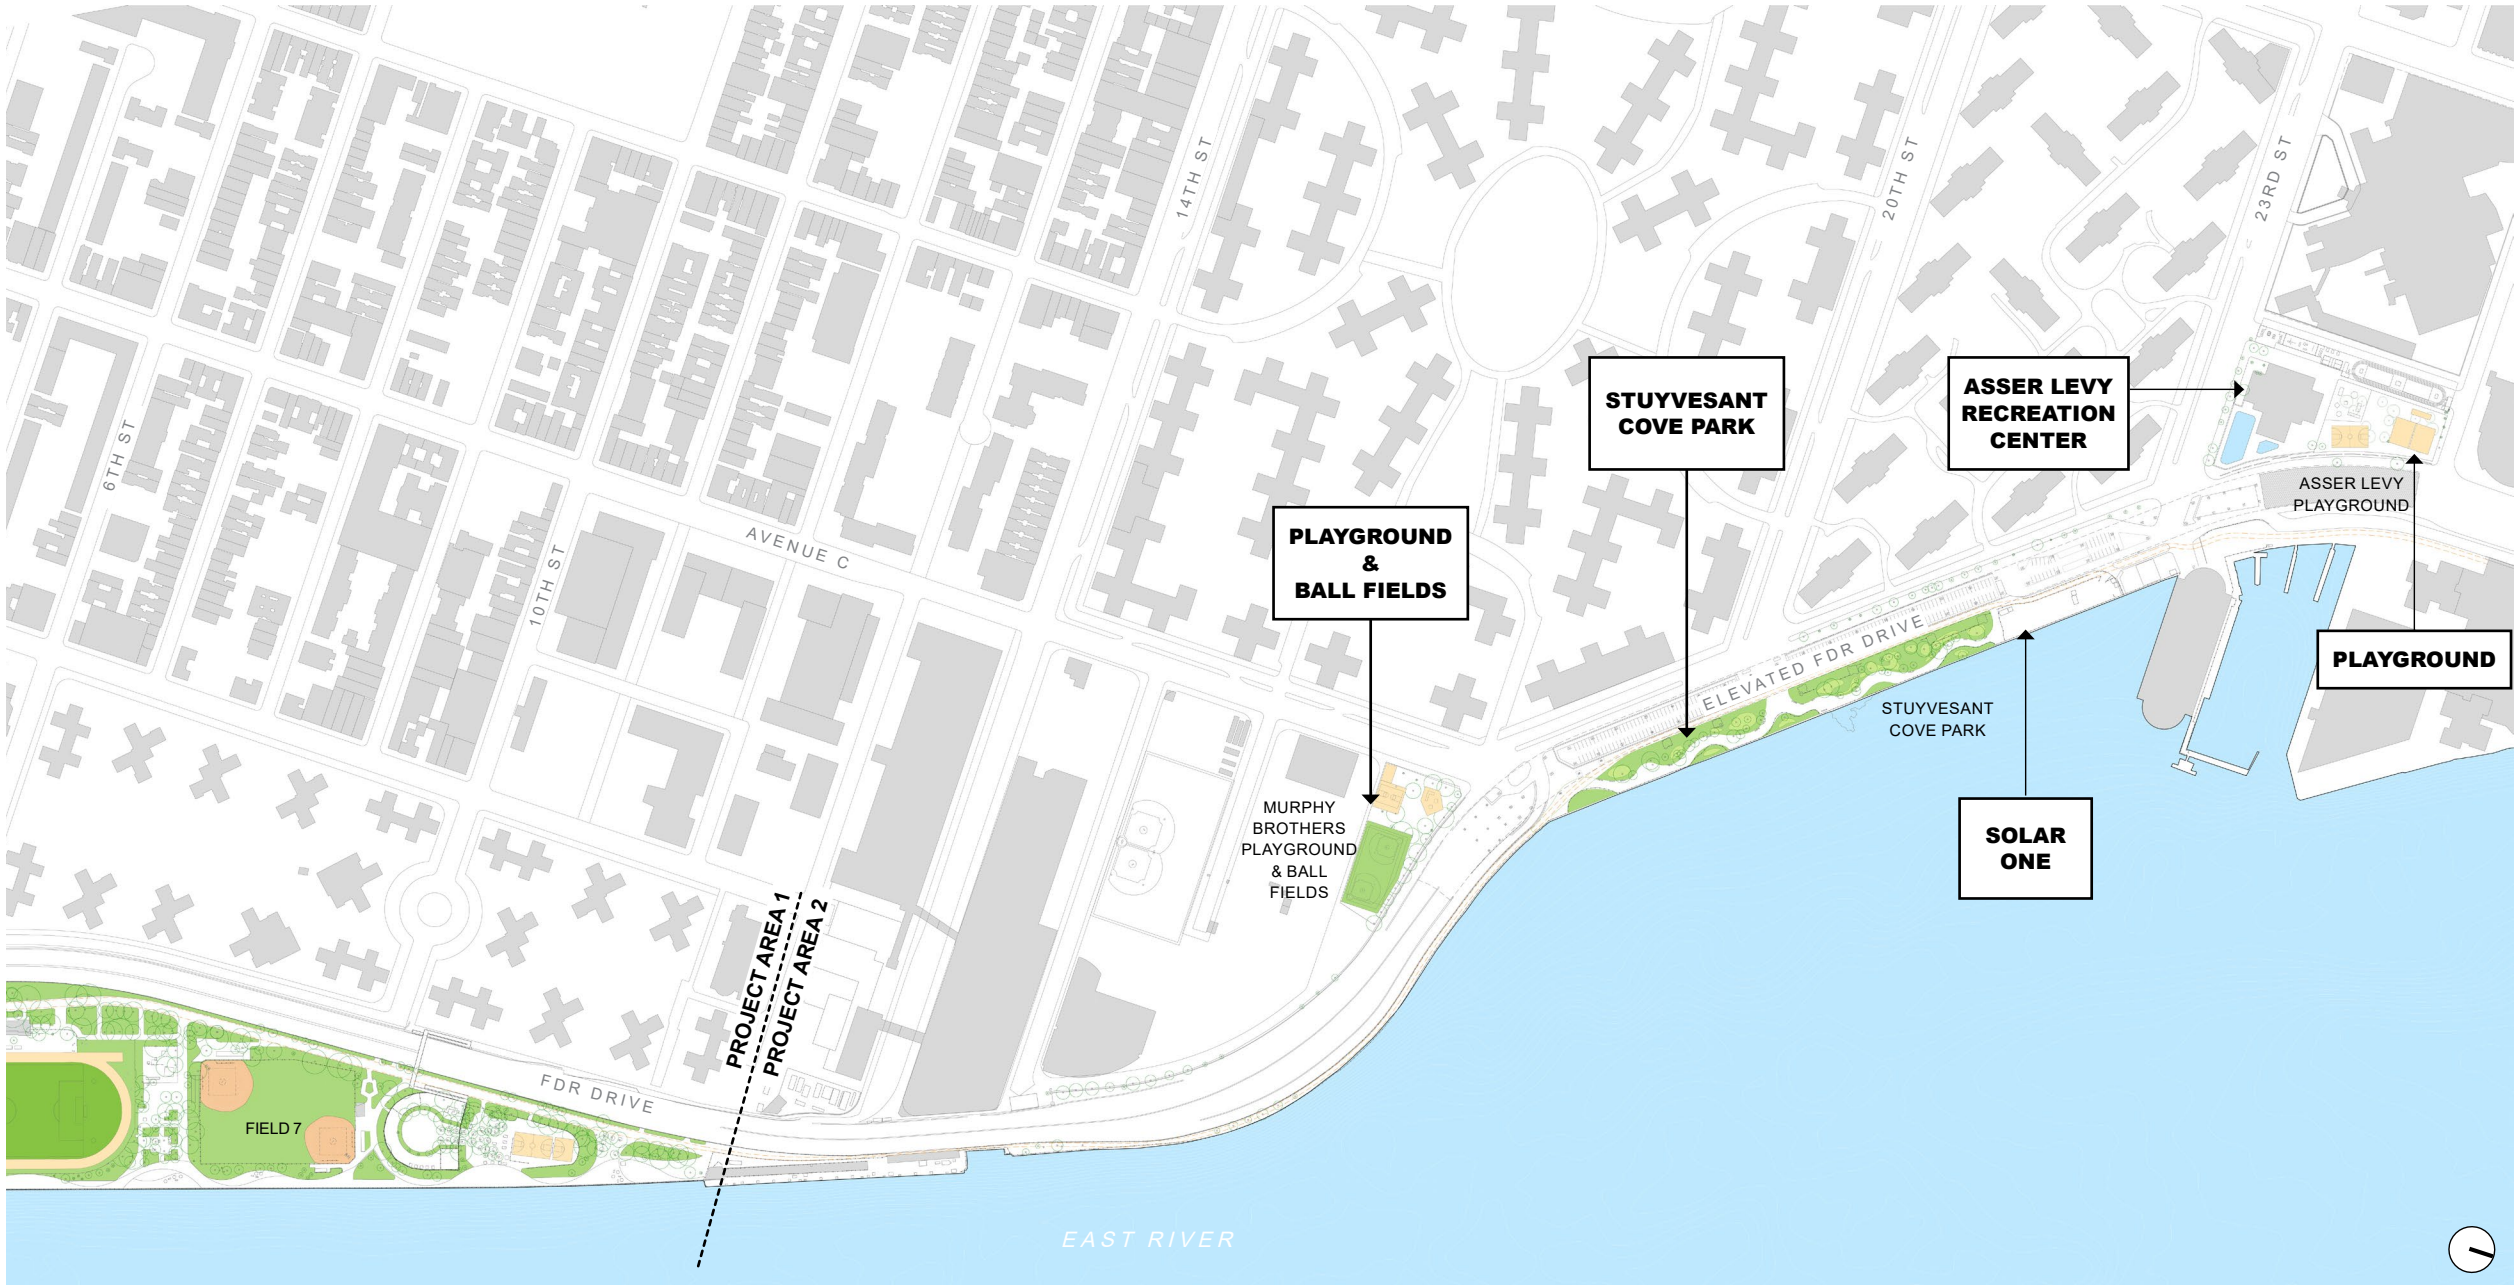 14TH ST
20TH ST
23RD ST
6TH ST
10TH ST
AVENUE C
STUYVESANT
COVE PARK
ASSER LEVY
RECREATION
CENTER
ASSER LEVY
PLAYGROUND
PLAYGROUND
&
BALL FIELDS
PLAYGROUND
ELEVATED FDR DRIVE
STUYVESANT
COVE PARK
SOLAR
ONE
MURPHY
BROTHERS
PLAYGROUND
& BALL
FIELDS
PROJECT AREA 1
PROJECT AREA 2
FDR DRIVE
FIELD 7
EAST RIVER